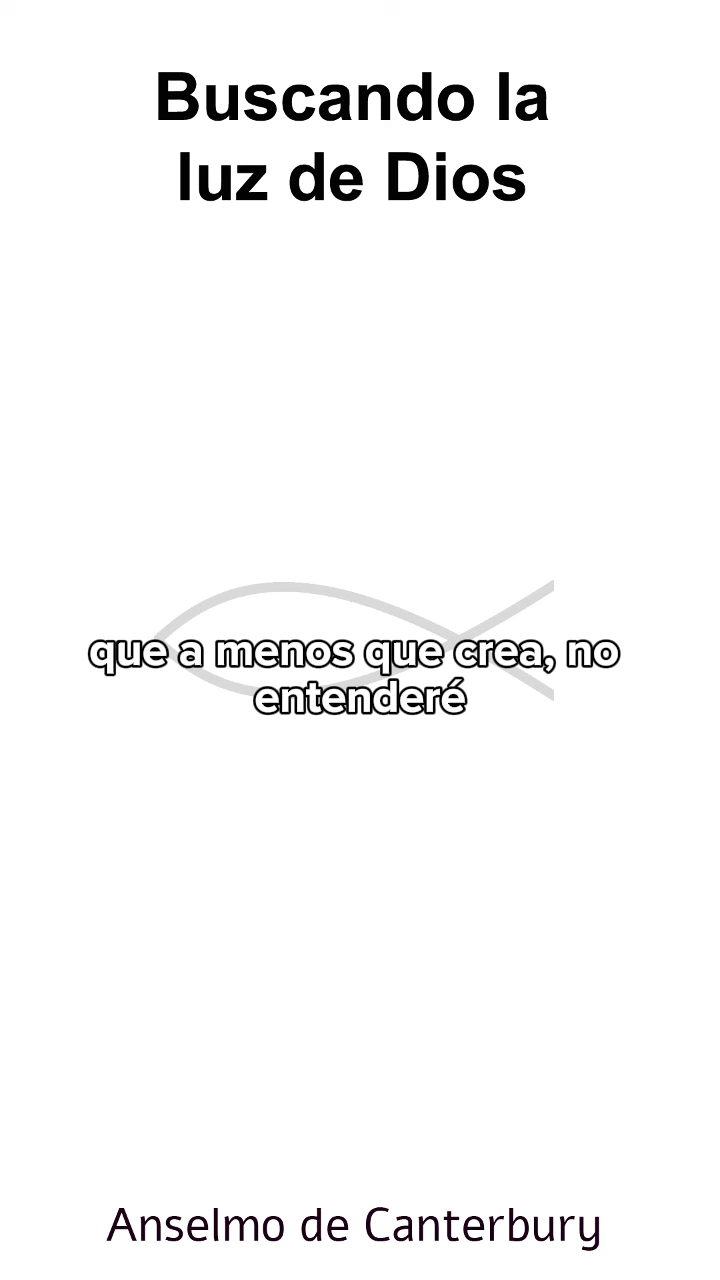 Buscando la
luz de Dios
que a menos que crea, no
entenderé
Anselmo de Canterbury